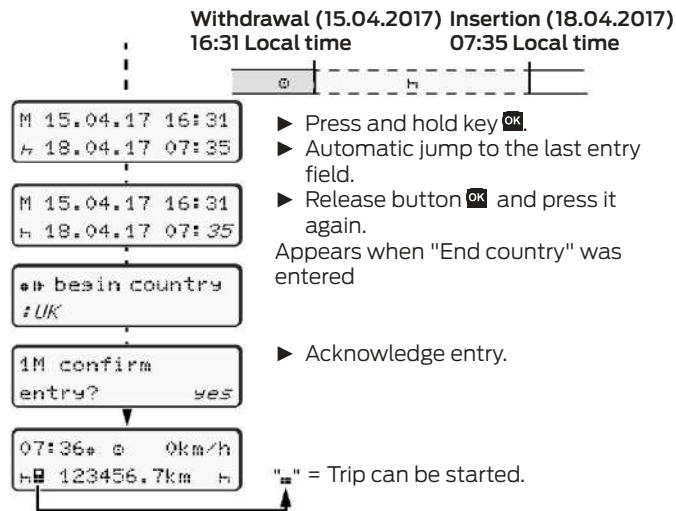 Withdrawal (15.04.2017) Insertion (18.04.2017)
16:31 Local time 07:35 Local time
M 15.04.17 16:31
18.04.17 07:35
► Press and hold key OK.
► Automatic jump to the last entry
field.
M 15.04.17 16:31
18.04.17 07:35
► Release button OK and press it
again.
Appears when "End country" was
entered
begin country
:UK
1M confirm
entry? yes
► Acknowledge entry.
07:36 0km/h
123456.7km
" " = Trip can be started.